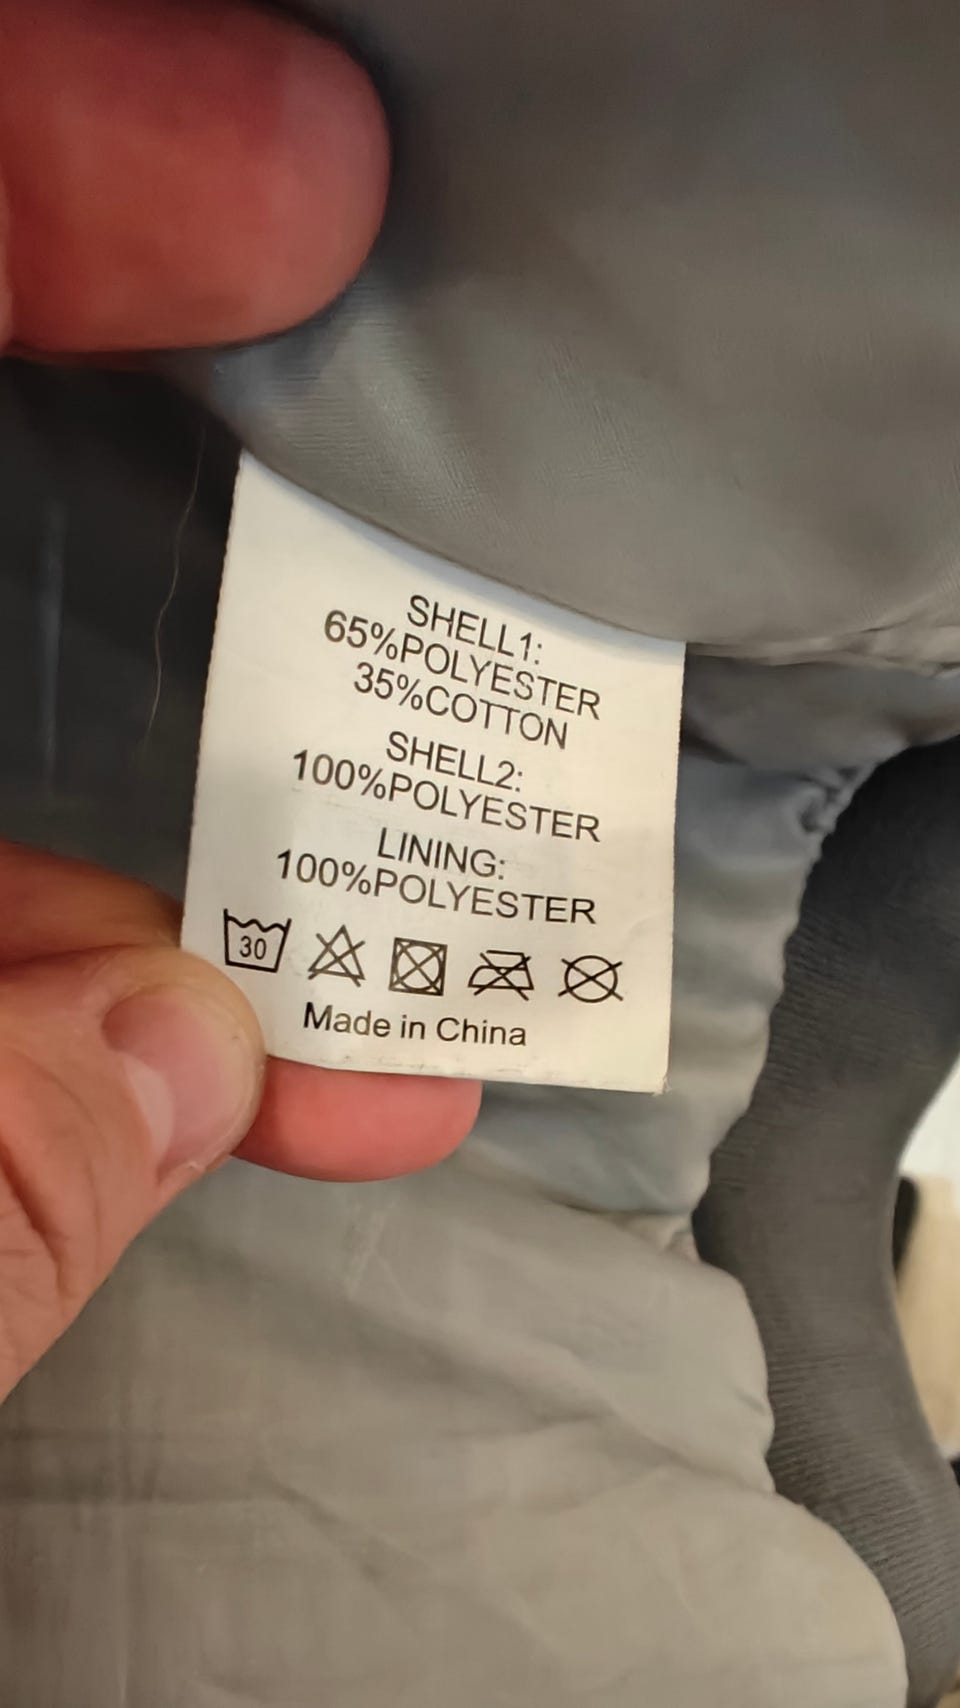 SHELL1:
65%POLYESTER
35%COTTON
SHELL2:
100%POLYESTER
LINING:
100%POLYESTER
30
Made in China